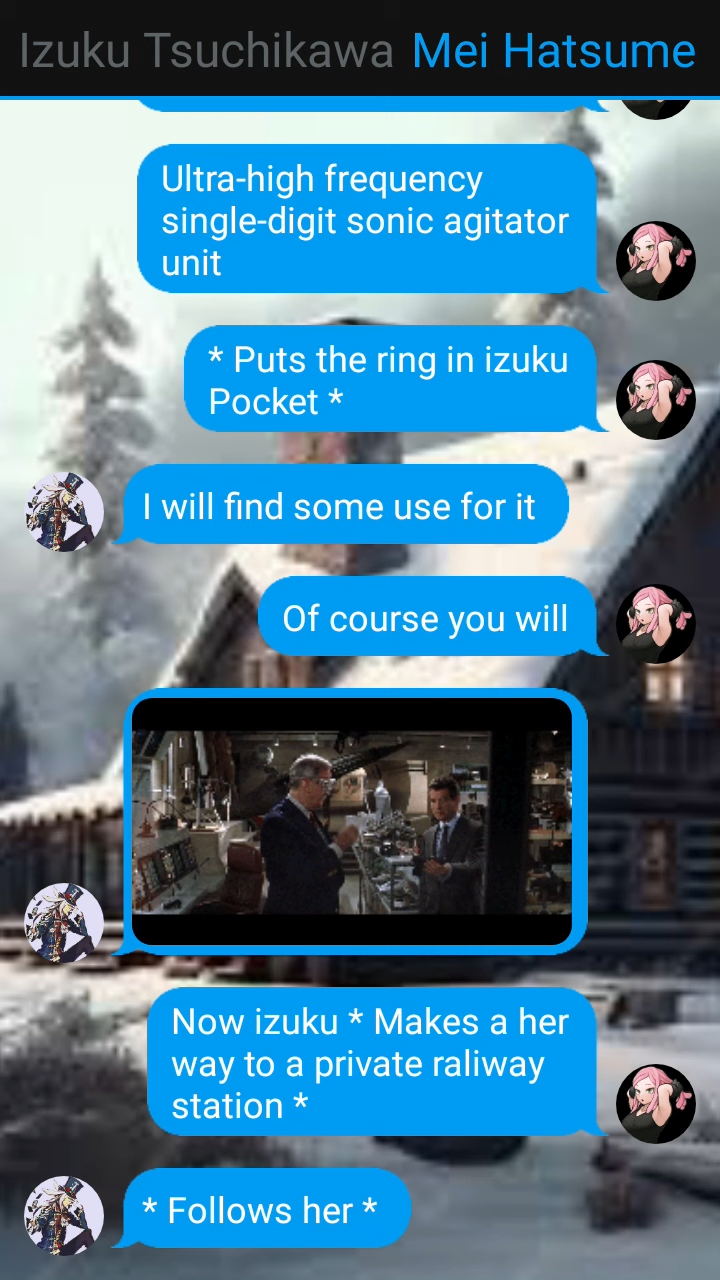 Izuku Tsuchikawa Mei Hatsume
Ultra-high frequency
single-digit sonic agitator
unit
* Puts the ring in izuku
Pocket *
I will find some use for it
Of course you will
Now izuku * Makes a her
way to a private raliway
station *
* Follows her *